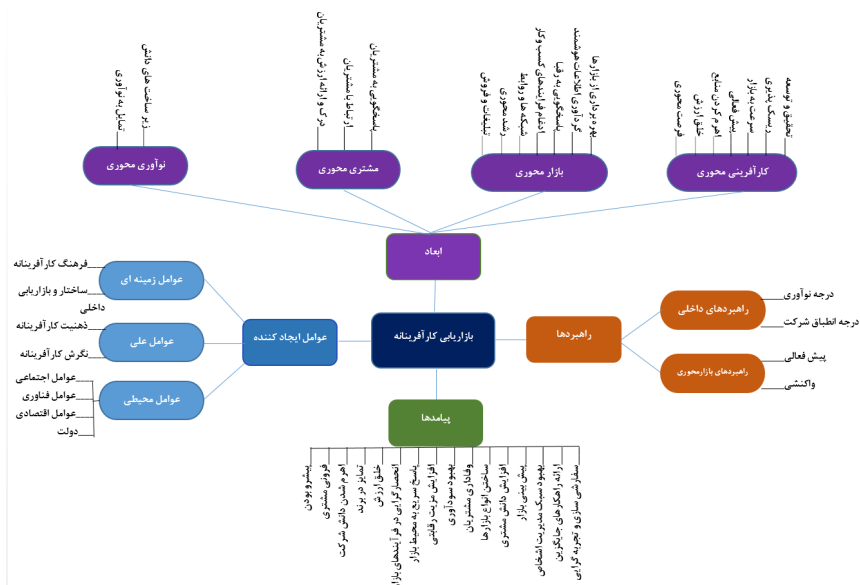 تحقیق و توسعه
ریسک پذیری
سرعت به بازار
پیش فعالی
اهرم کردن منابع
خلق ارزش
فرصت محوری
کارآفرینی محوری
بهره برداری از بازارها
گردآوری اطلاعات هوشمند
پاسخگویی به رقبا
ادغام فرایندهای کسب و کار
شبکه ها و روابط
رشد محوری
تبلیغات و فروش
بازار محوری
پاسخگویی به مشتریان
ارتباط با مشتریان
درک و ارائه ارزش به مشتریان
مشتری محوری
زیر ساخت های دانش
تمایل به نوآوری
نوآوری محوری
ابعاد
بازاریابی کارآفرینانه
راهبردها
راهبردهای داخلی
درجه نوآوری
درجه انطباق شرکت
راهبردهای بازارمحوری
پیش فعالی
واکنشی
عوامل ایجاد کننده
عوامل زمینه ای
فرهنگ کارآفرینانه
ساختار و بازاریابی
داخلی
عوامل علی
ذهنیت کارآفرینانه
نگرش کارآفرینانه
عوامل محیطی
عوامل اجتماعی
عوامل فناوری
عوامل اقتصادی
دولت
پیامدها
سفارشی سازی و تجربه گرایی
ارائه راهکارهای جایگزین
بهبود سبک مدیریت اشخاص
پیش بینی بازار
افزایش دانش مشتری
ساختن انواع بازارها
وفاداری مشتریان
بهبود سودآوری
افزایش مزیت رقابتی
پاسخ سریع به محیط بازار
انحصارگرایی در فرآیندهای بازار
خلق ارزش
تمایز در برند
اهرم شدن دانش شرکت
فزونی مشتری
پیشرو بودن